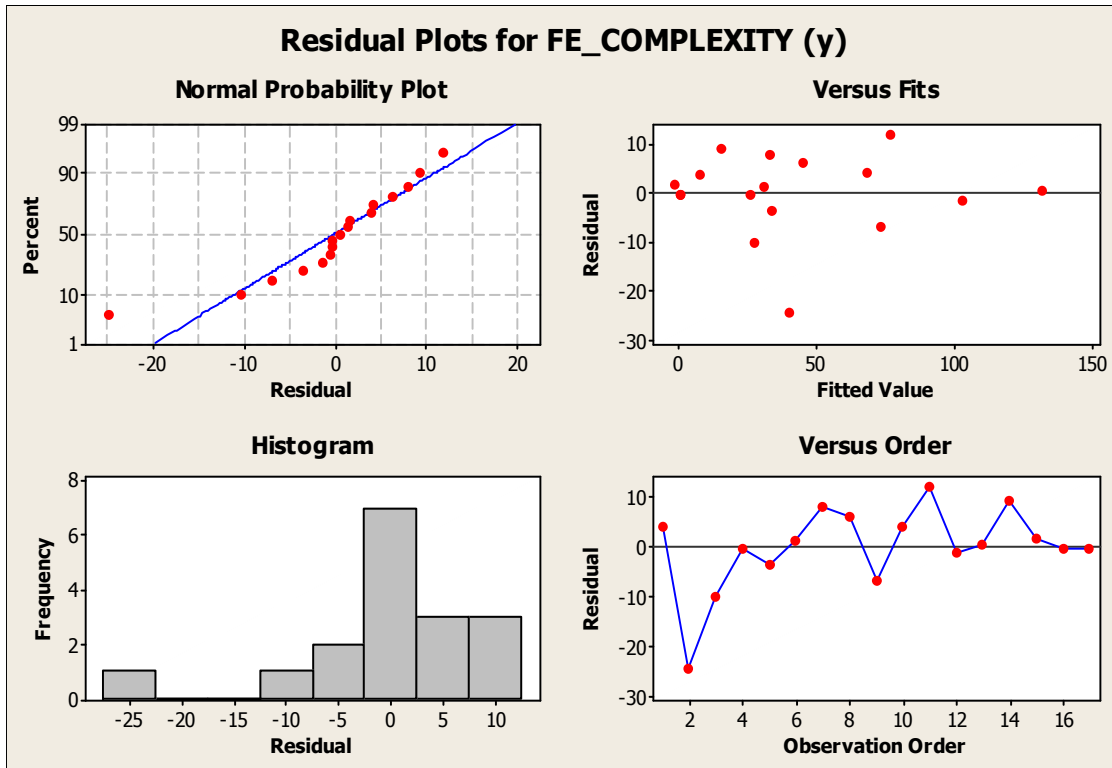 Residual Plots for FE_COMPLEXITY (y)
Normal Probability Plot
99
90
50
10
1
Percent
-20 -10 0 10 20
Residual
Versus Fits
10
0
-10
-20
-30
Residual
0 50 100 150
Fitted Value
Histogram
8
6
4
2
0
Frequency
-25 -20 -15 -10 -5 0 5 10
Residual
Versus Order
10
0
-10
-20
-30
Residual
2 4 6 8 10 12 14 16
Observation Order